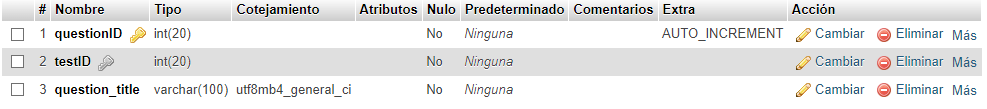 # Nombre Tipo Cotejamiento Atributos Nulo Predeterminado Comentarios Extra Acción
1 questionID int(20) No Ninguna AUTO_INCREMENT Cambiar Eliminar Más
2 testID int(20) No Ninguna Cambiar Eliminar Más
3 question_title varchar(100) utf8mb4_general_ci No Ninguna Cambiar Eliminar Más